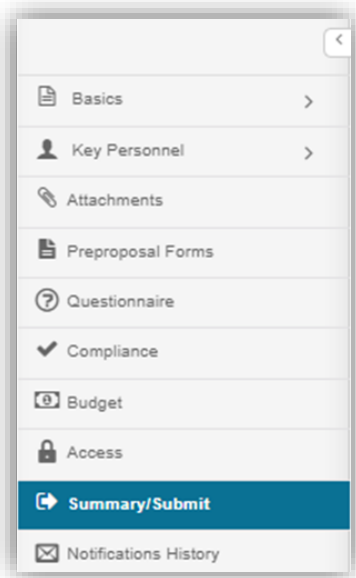 Basics
Key Personnel
Attachments
Preproposal Forms
Questionnaire
Compliance
Budget
Access
Summary/Submit
Notifications History